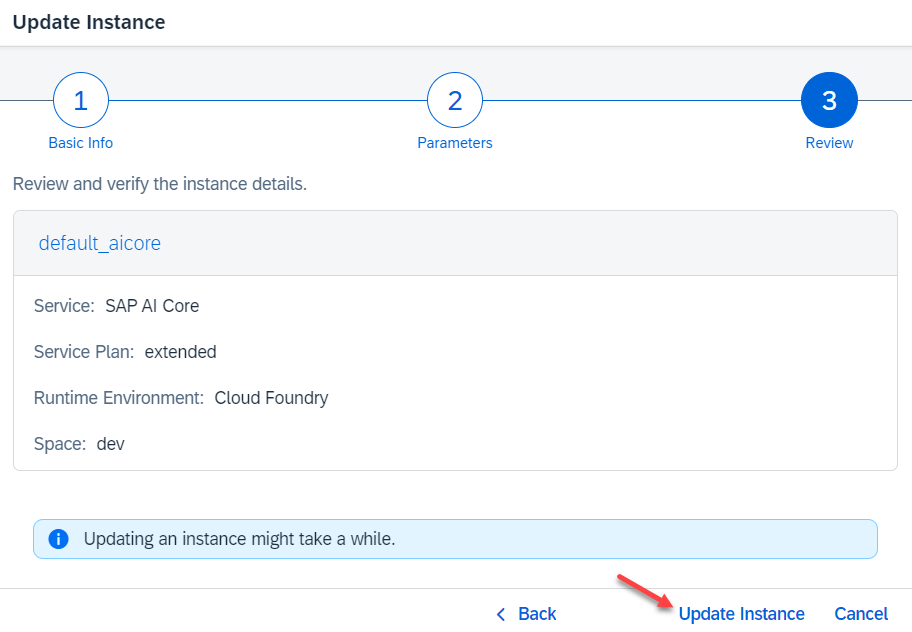 Update Instance
1
2
3
Basic Info
Parameters
Review
Review and verify the instance details.
default_aicore
Service: SAP AI Core
Service Plan: extended
Runtime Environment: Cloud Foundry
Space: dev
Updating an instance might take a while.
Back
Update Instance
Cancel